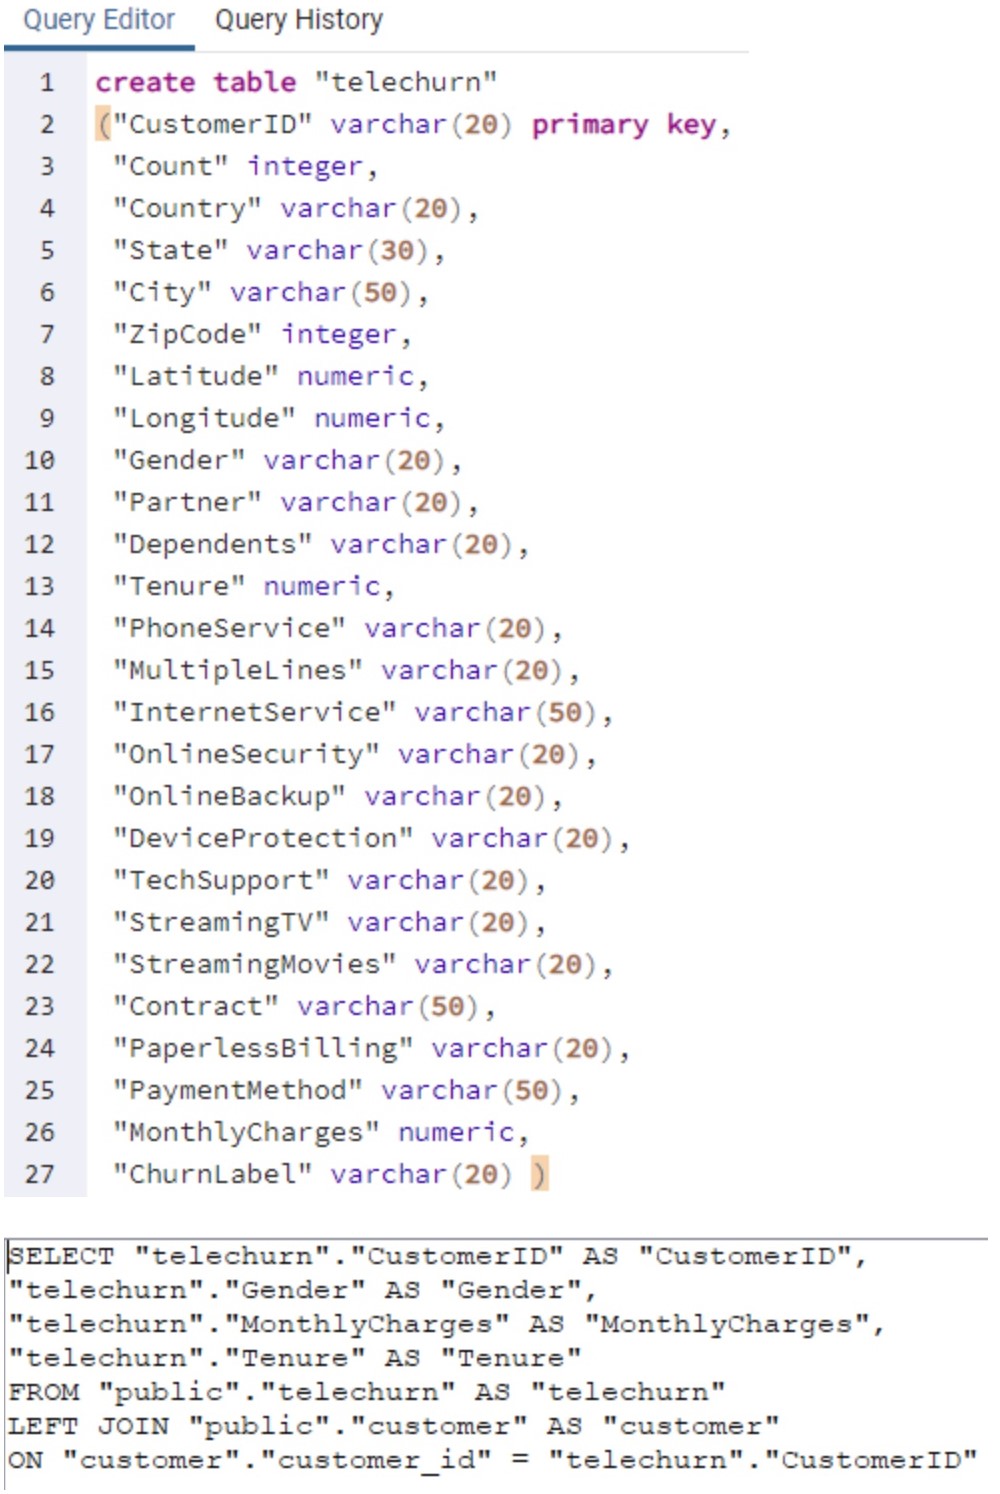 Query Editor Query History
1 create table "telechurn"
2 ("CustomerID" varchar(20) primary key,
3 "Count" integer,
4 "Country" varchar(20),
5 "State" varchar(30),
6 "City" varchar(50),
7 "ZipCode" integer,
8 "Latitude" numeric,
9 "Longitude" numeric,
10 "Gender" varchar(20),
11 "Partner" varchar(20),
12 "Dependents" varchar(20),
13 "Tenure" numeric,
14 "PhoneService" varchar(20),
15 "MultipleLines" varchar(20),
16 "InternetService" varchar(50),
17 "OnlineSecurity" varchar(20),
18 "OnlineBackup" varchar(20),
19 "DeviceProtection" varchar(20),
20 "TechSupport" varchar(20),
21 "StreamingTV" varchar(20),
22 "StreamingMovies" varchar(20),
23 "Contract" varchar(50),
24 "PaperlessBilling" varchar(20),
25 "PaymentMethod" varchar(50),
26 "MonthlyCharges" numeric,
27 "ChurnLabel" varchar(20) )
SELECT "telechurn"."CustomerID" AS "CustomerID",
"telechurn"."Gender" AS "Gender",
"telechurn"."MonthlyCharges" AS "MonthlyCharges",
"telechurn"."Tenure" AS "Tenure"
FROM "public"."telechurn" AS "telechurn"
LEFT JOIN "public"."customer" AS "customer"
ON "customer"."customer_id" = "telechurn"."CustomerID"